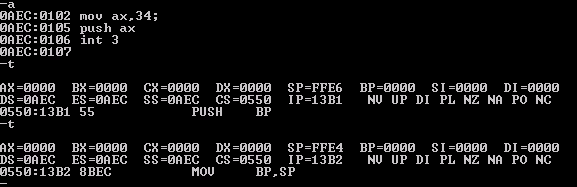 -a
0AEC:0102 mov ax,34;
0AEC:0105 push ax
0AEC:0106 int 3
0AEC:0107
-t
AX=0000 BX=0000 CX=0000 DX=0000 SP=FFE6 BP=0000 SI=0000 DI=0000
DS=0AEC ES=0AEC SS=0AEC CS=0550 IP=13B1 NV UP DI PL NZ NA PO NC
0550:13B1 55 PUSH BP
-t
AX=0000 BX=0000 CX=0000 DX=0000 SP=FFE4 BP=0000 SI=0000 DI=0000
DS=0AEC ES=0AEC SS=0AEC CS=0550 IP=13B2 NV UP DI PL NZ NA PO NC
0550:13B2 8BEC MOV BP,SP
-